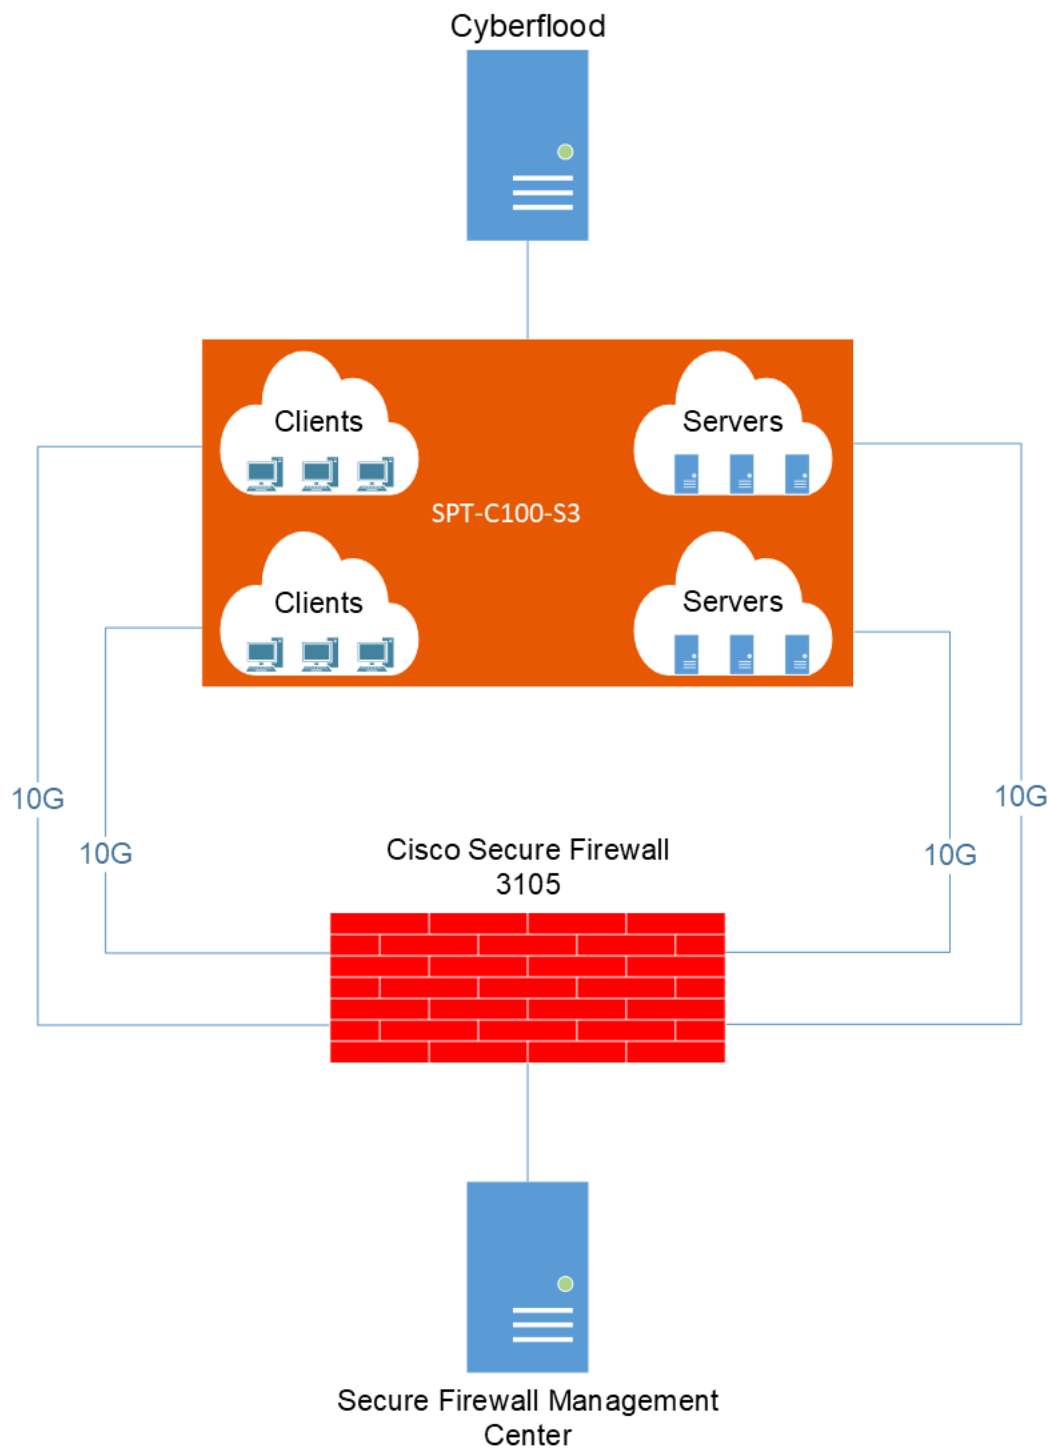 Cyberflood
Clients
Servers
SPT-C100-S3
Clients
Servers
10G
10G
10G
10G
Cisco Secure Firewall
3105
Secure Firewall Management
Center